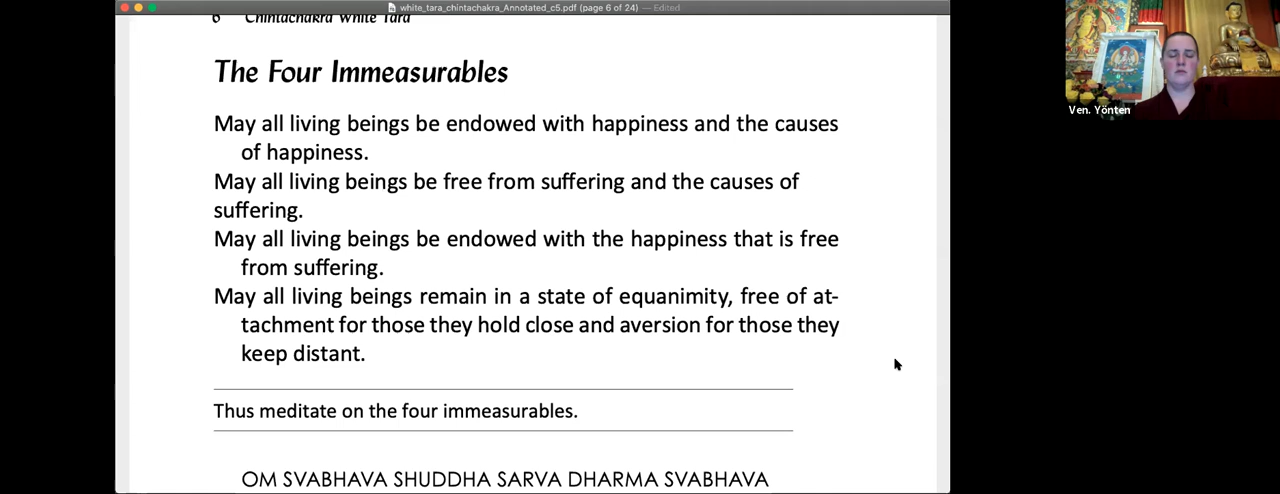 white_tara_chintachakra_Annotated_c5.pdf (page 6 of 24) — Edited
6 Chintachakra White Tara
The Four Immeasurables
May all living beings be endowed with happiness and the causes
of happiness.
May all living beings be free from suffering and the causes of
suffering.
May all living beings be endowed with the happiness that is free
from suffering.
May all living beings remain in a state of equanimity, free of at-
tachment for those they hold close and aversion for those they
keep distant.
Thus meditate on the four immeasurables.
OM SVABHAVA SHUDDHA SARVA DHARMA SVABHAVA
Ven. Yönten